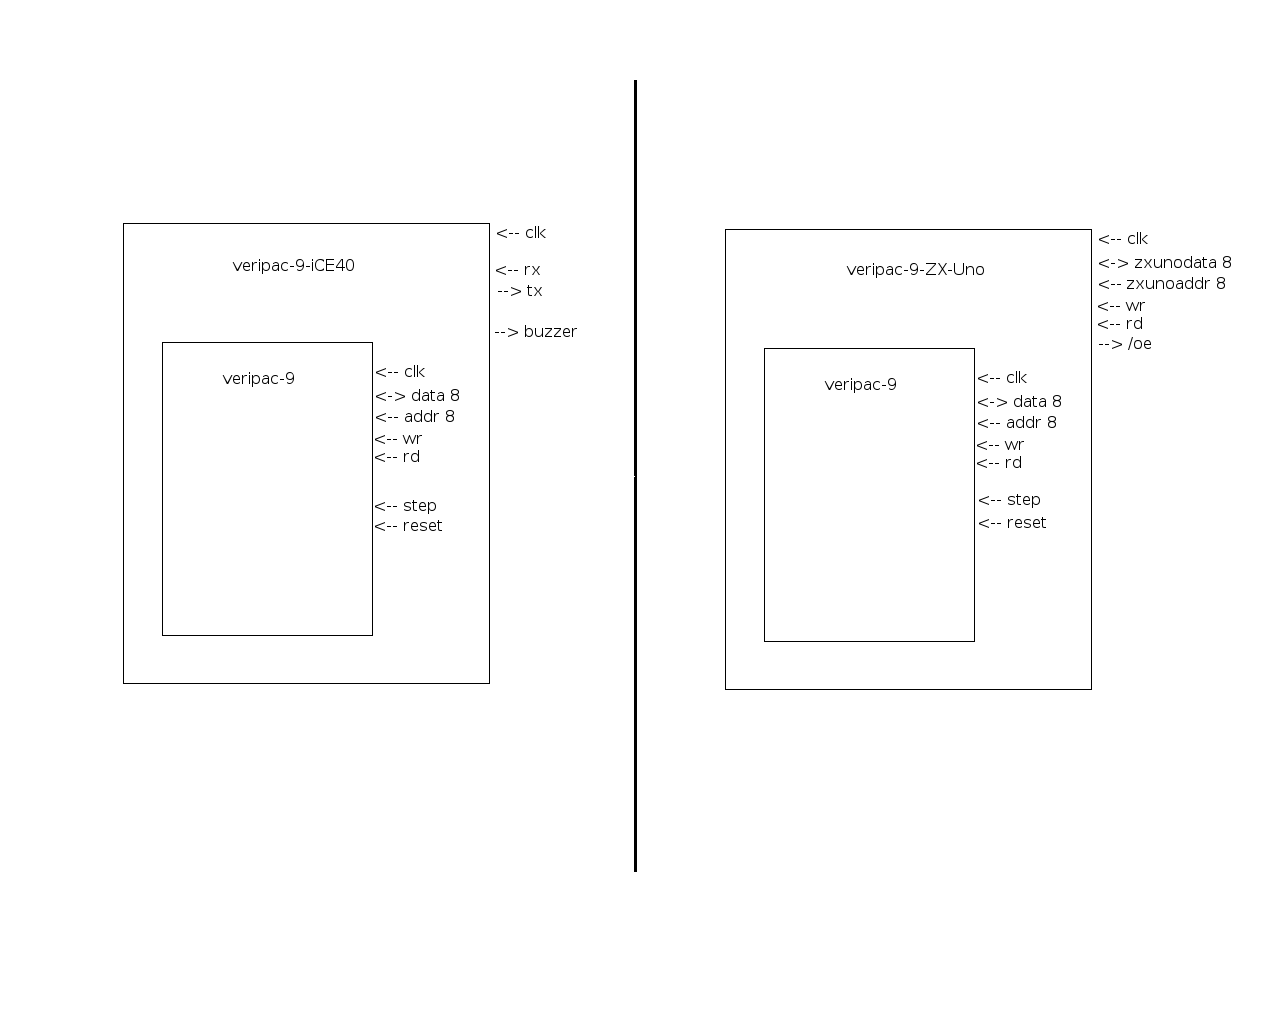 <-- clk
veripac-9-iCE40
<-- rx
--> tx
--> buzzer
veripac-9
<-- clk
<-> data 8
<-- addr 8
<-- wr
<-- rd
<-- step
<-- reset
<-- clk
veripac-9-ZX-Uno
<-> zxunodata 8
<-- zxunoaddr 8
<-- wr
<-- rd
--> /oe
veripac-9
<-- clk
<-> data 8
<-- addr 8
<-- wr
<-- rd
<-- step
<-- reset